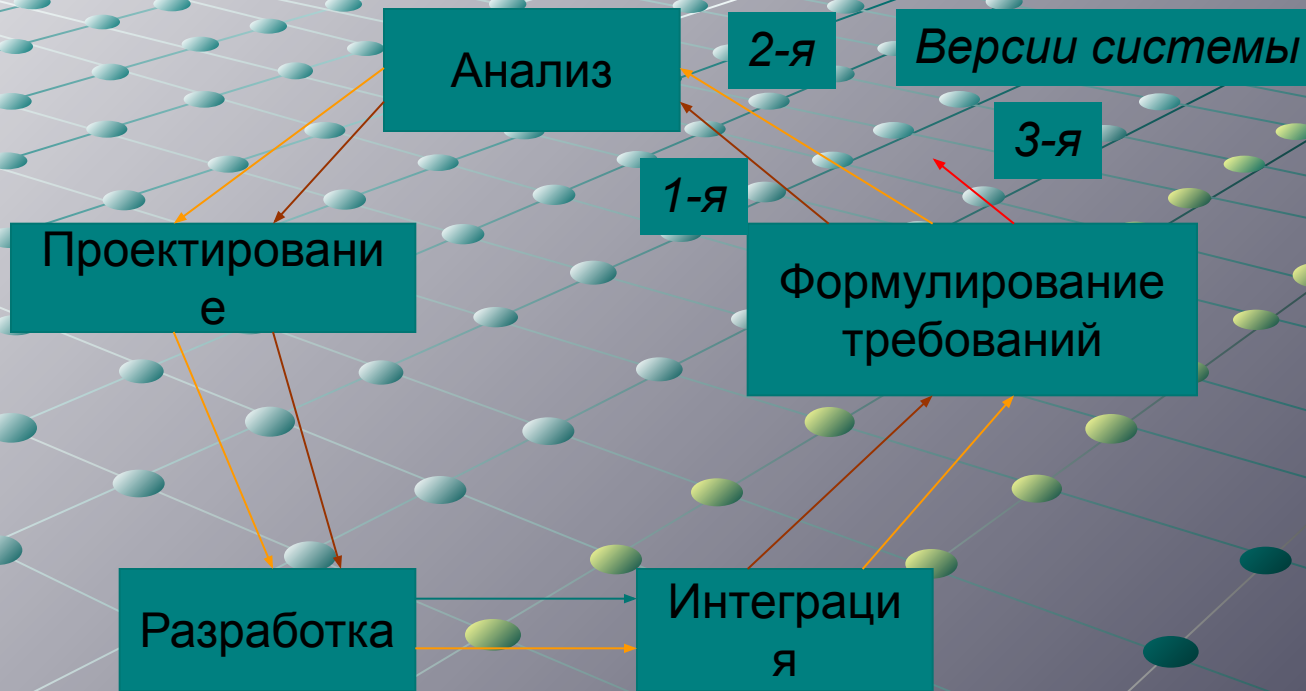 Анализ
2-я
Версии системы
3-я
1-я
Проектировани
е
Формулирование
требований
Разработка
Интеграци
я